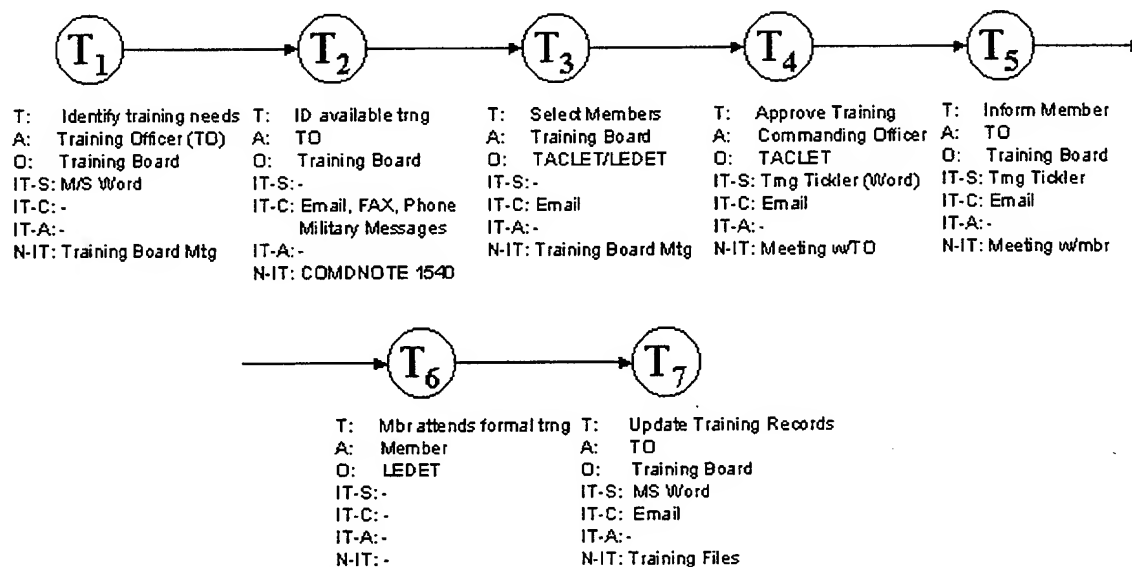 T1
T2
T3
T4
T5
T: Identify training needs
A: Training Officer (TO)
O: Training Board
IT-S: M/S Word
IT-C: -
IT-A: -
N-IT: Training Board Mtg
T: ID available trng
A: TO
O: Training Board
IT-S: -
IT-C: Email, FAX, Phone
Military Messages
IT-A: -
N-IT: COMDNOTE 1540
T: Select Members
A: Training Board
O: TACLET/LEDET
IT-S: -
IT-C: Email
IT-A: -
N-IT: Training Board Mtg
T: Approve Training
A: Commanding Officer
O: TACLET
IT-S: Trng Tickler (Word)
IT-C: Email
IT-A: -
N-IT: Meeting w/TO
T: Inform Member
A: TO
O: Training Board
IT-S: Trng Tickler
IT-C: Email
IT-A: -
N-IT: Meeting w/mbr
T6
T7
T: Mbr attends formal trng
A: Member
O: LEDET
IT-S: -
IT-C: -
IT-A: -
N-IT: -
T: Update Training Records
A: TO
O: Training Board
IT-S: MS Word
IT-C: Email
IT-A: -
N-IT: Training Files